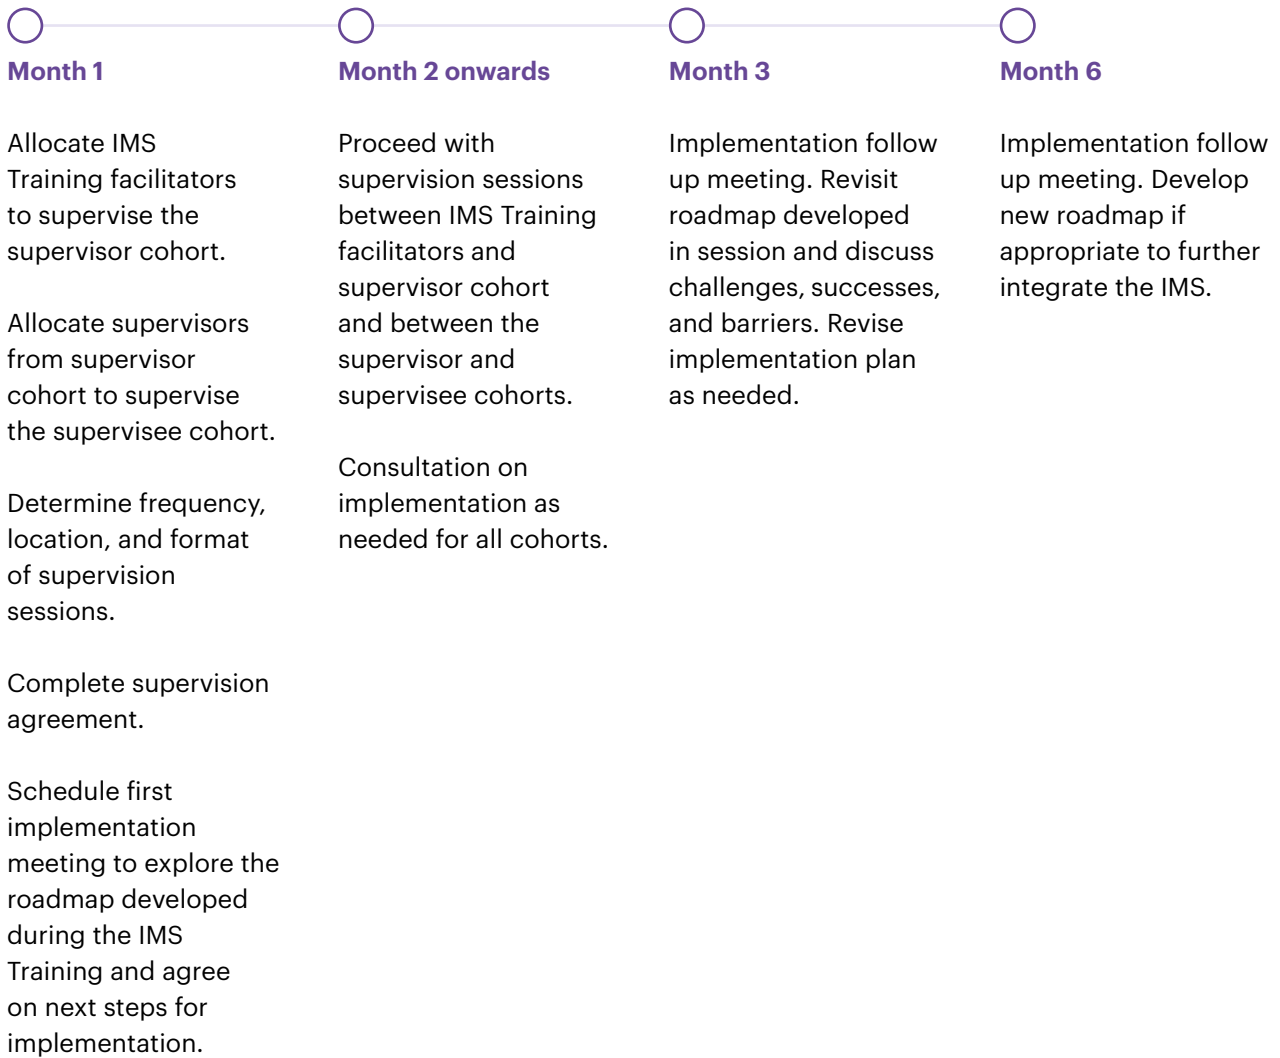 Month 1
Allocate IMS
Training facilitators
to supervise the
supervisor cohort.
Allocate supervisors
from supervisor
cohort to supervise
the supervisee cohort.
Determine frequency,
location, and format
of supervision
sessions.
Complete supervision
agreement.
Schedule first
implementation
meeting to explore the
roadmap developed
during the IMS
Training and agree
on next steps for
implementation.
Month 2 onwards
Proceed with
supervision sessions
between IMS Training
facilitators and
supervisor cohort
and between the
supervisor and
supervisee cohorts.
Consultation on
implementation as
needed for all cohorts.
Month 3
Implementation follow
up meeting. Revisit
roadmap developed
in session and discuss
challenges, successes,
and barriers. Revise
implementation plan
as needed.
Month 6
Implementation follow
up meeting. Develop
new roadmap if
appropriate to further
integrate the IMS.